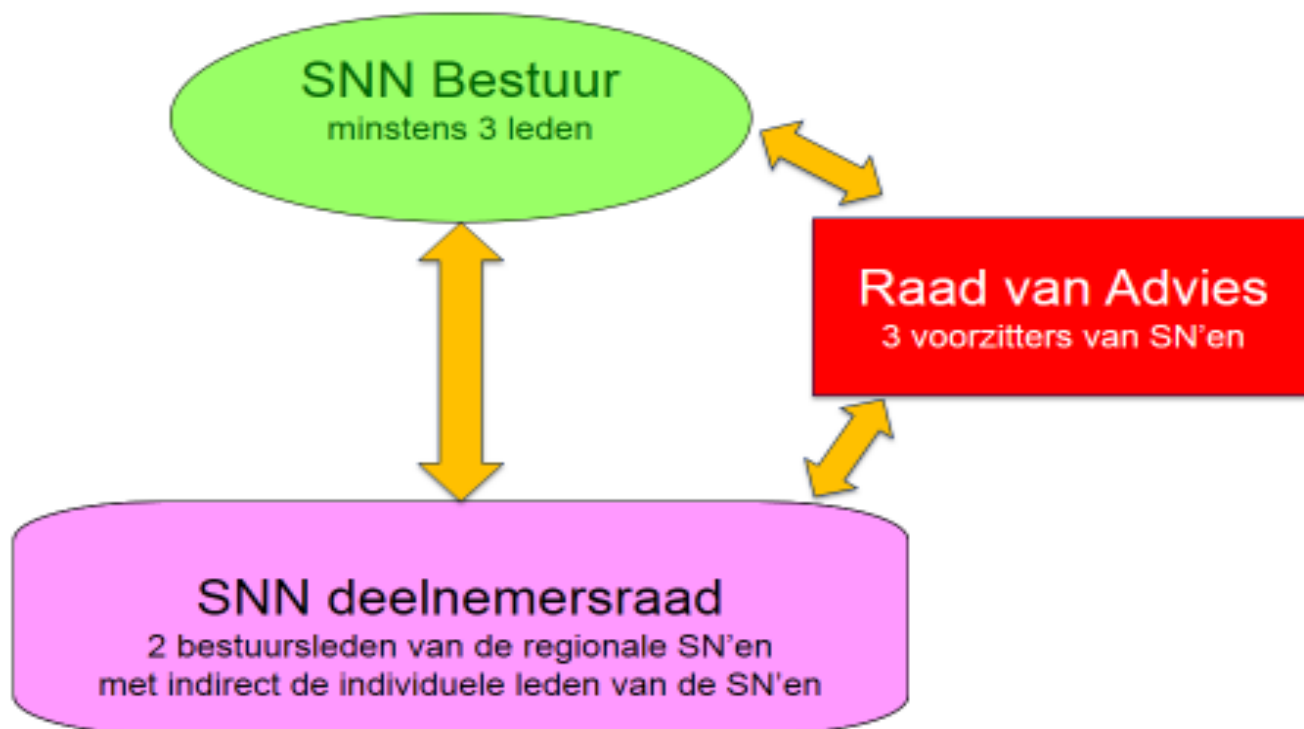 SNN Bestuur
minstens 3 leden
Raad van Advies
3 voorzitters van SN'en
SNN deelnemersraad
2 bestuursleden van de regionale SN'en
met indirect de individuele leden van de SN'en